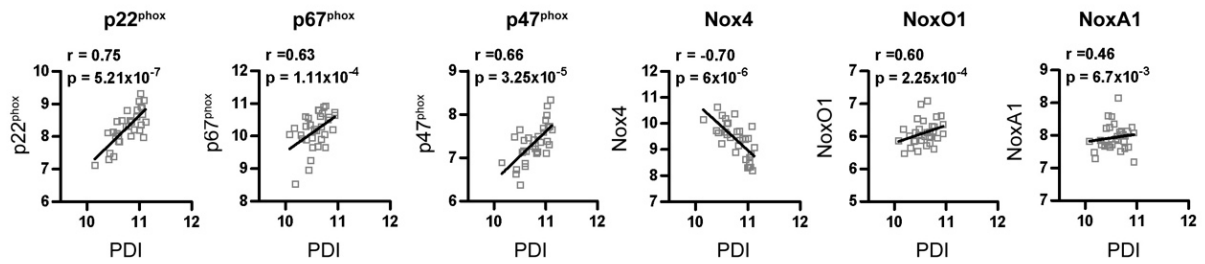 p22phox
r = 0.75
p = 5.21x10-7
10
9
8
7
6
p22phox
10 11 12
PDI
p67phox
r =0.63
p = 1.11x10-4
12
11
10
9
8
p67phox
10 11 12
PDI
p47phox
r =0.66
p = 3.25x10-5
9
8
7
6
p47phox
10 11 12
PDI
Nox4
r = -0.70
p = 6x10-6
12
11
10
9
8
7
Nox4
10 11 12
PDI
NoxO1
r =0.60
p = 2.25x10-4
7
6
6
5
NoxO1
10 11 12
PDI
NoxA1
r =0.46
p = 6.7x10-3
9
8
8
7
7
NoxA1
10 11 12
PDI